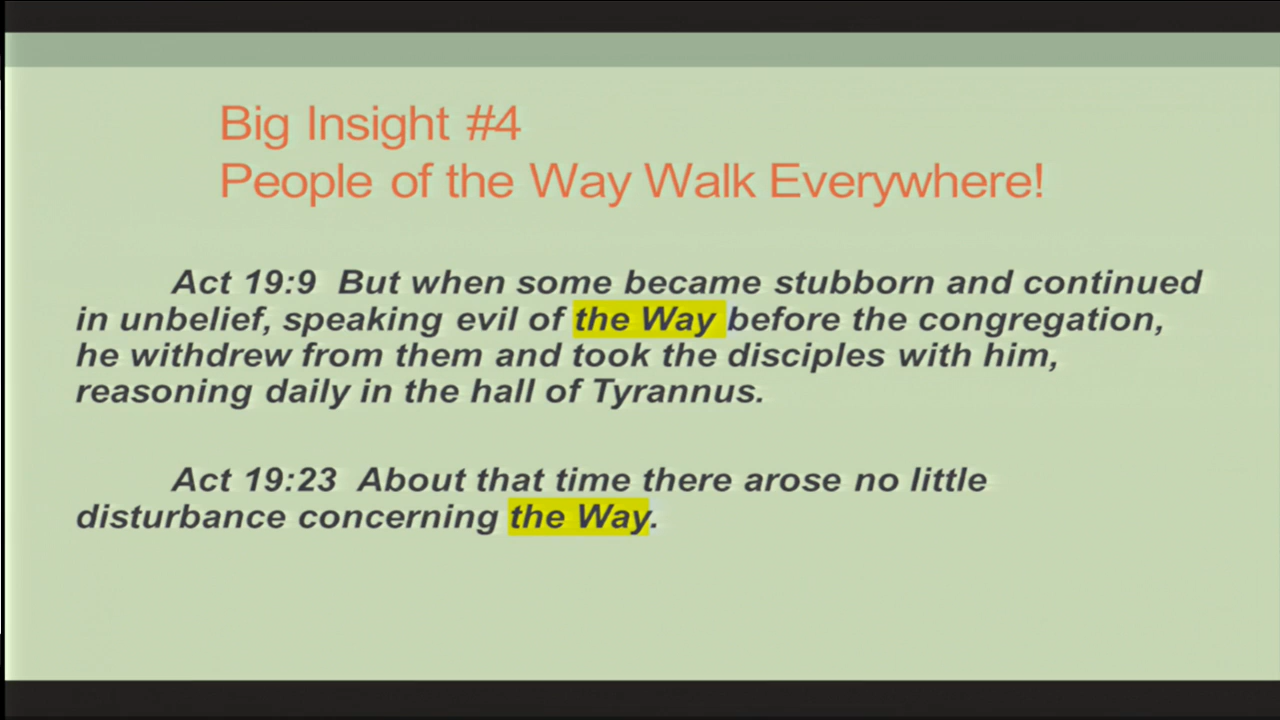 Big Insight #4
People of the Way Walk Everywhere!
Act 19:9 But when some became stubborn and continued
in unbelief, speaking evil of the Way before the congregation,
he withdrew from them and took the disciples with him,
reasoning daily in the hall of Tyrannus.
Act 19:23 About that time there arose no little
disturbance concerning the Way.